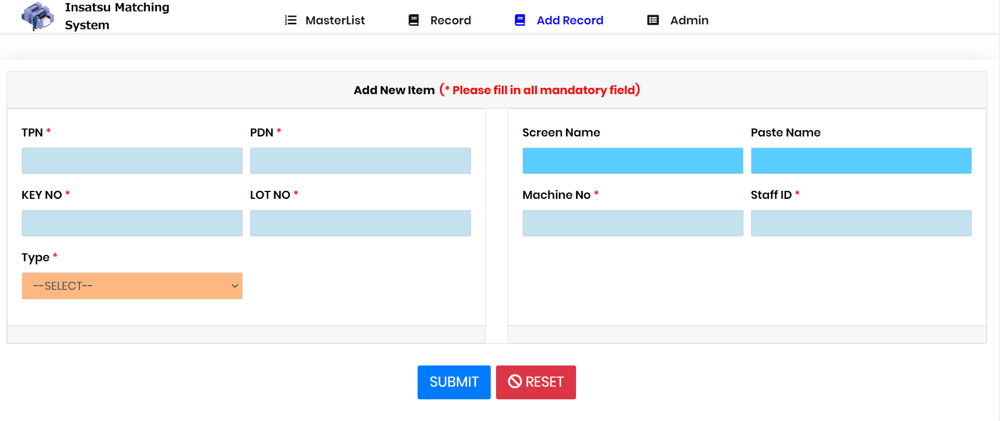 Insatsu Matching
System
MasterList
Record
Add Record
Admin
Add New Item (* Please fill in all mandatory field)
TPN *
PDN *
KEY NO *
LOT NO *
Type *
--SELECT--
Screen Name
Paste Name
Machine No *
Staff ID *
SUBMIT
RESET